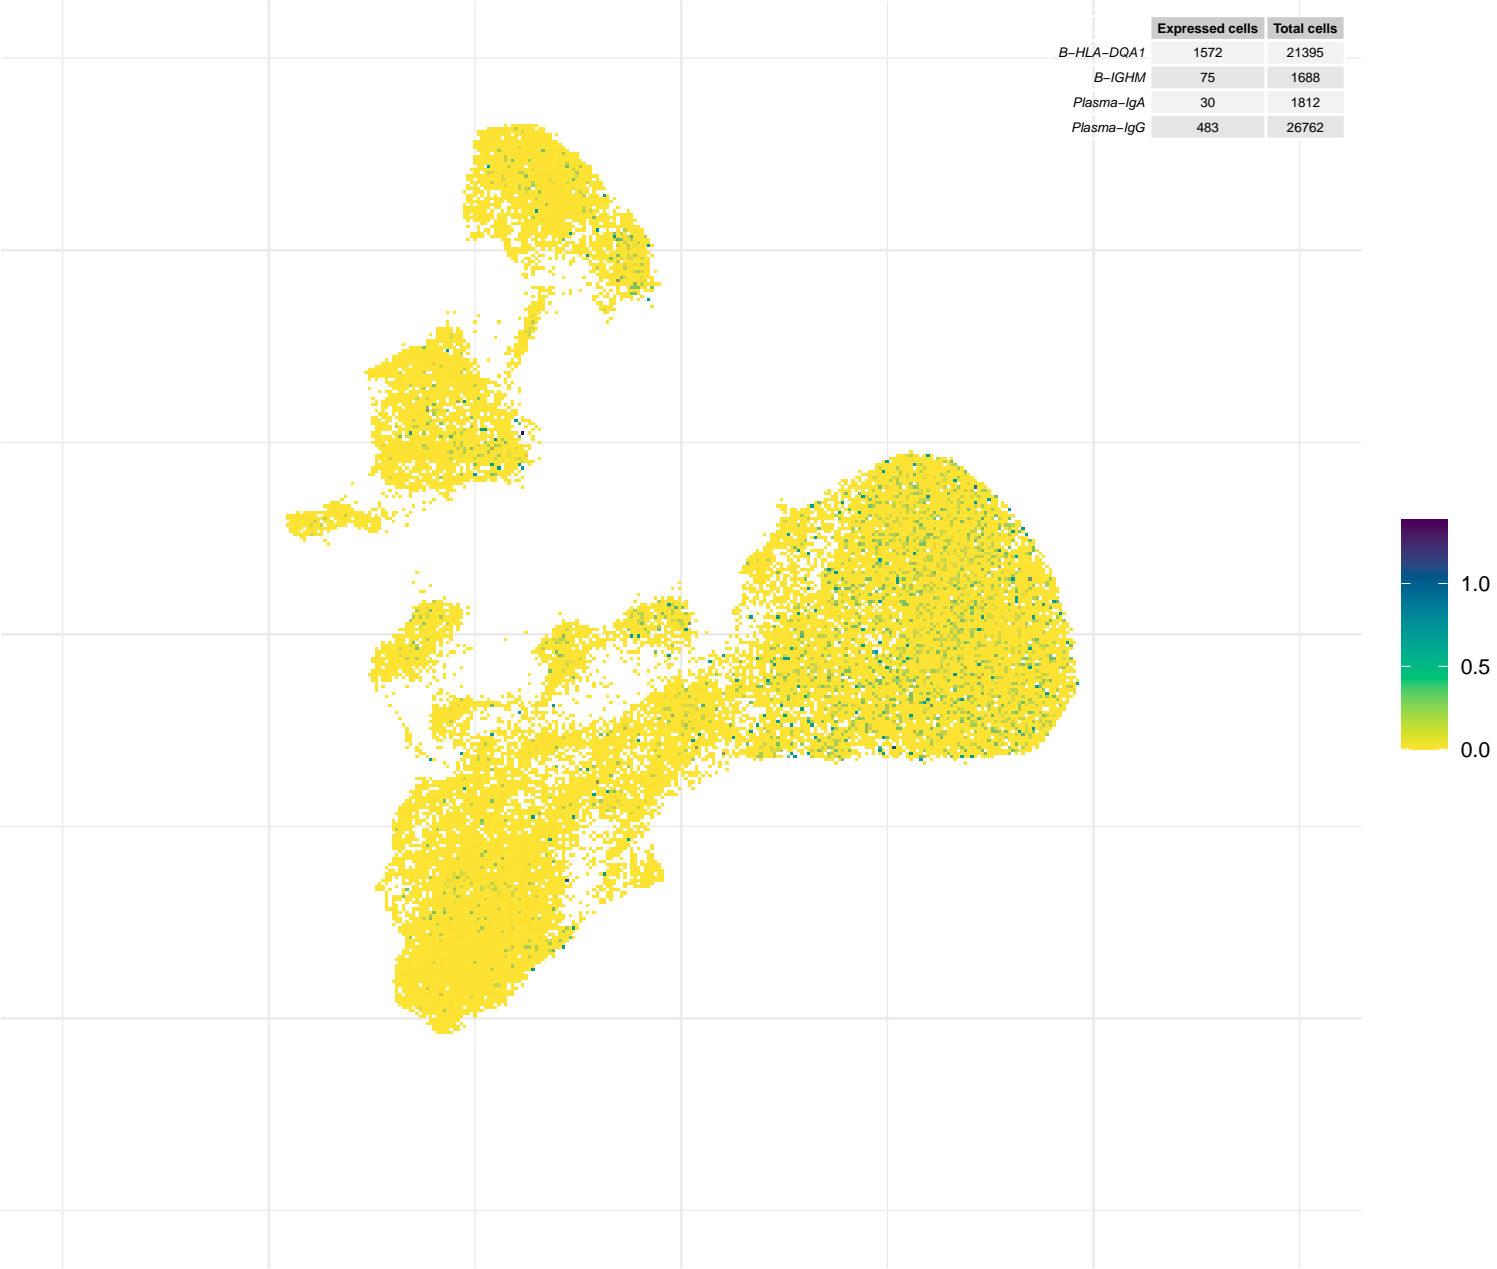 Expressed cells Total cells
B−HLA−DQA1 1572 21395
B−IGHM 75 1688
Plasma−IgA 30 1812
Plasma−IgG 483 26762
1.0
0.5
0.0